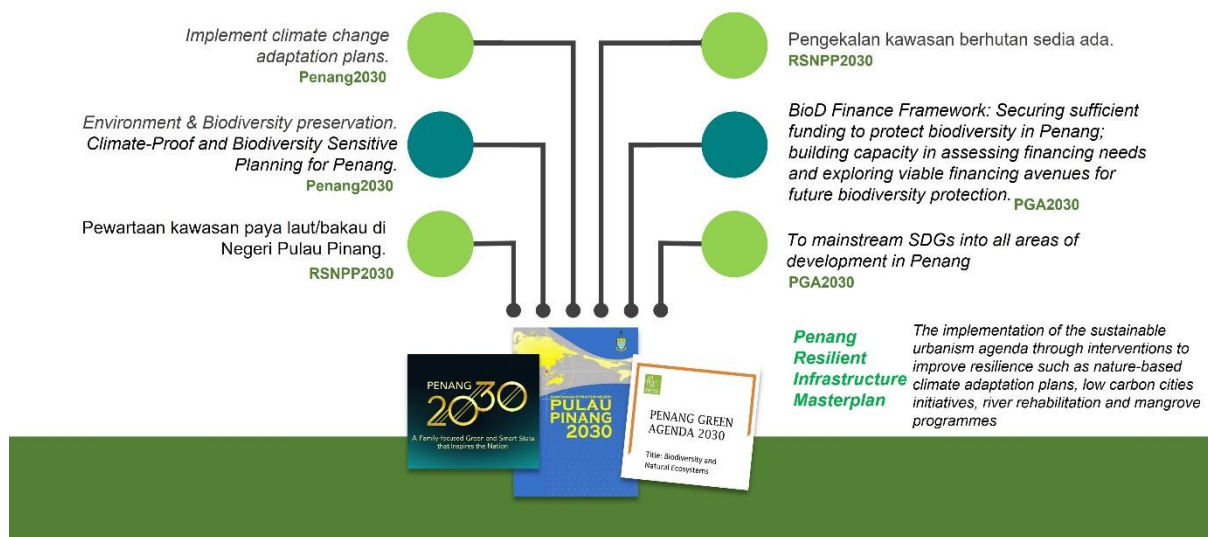 Implement climate change
adaptation plans.
Penang2030
Environment & Biodiversity preservation.
Climate-Proof and Biodiversity Sensitive
Planning for Penang.
Penang2030
Pewartaan kawasan paya laut/bakau di
Negeri Pulau Pinang.
RSNPP2030
Pengekalan kawasan berhutan sedia ada.
RSNPP2030
BioD Finance Framework: Securing sufficient
funding to protect biodiversity in Penang;
building capacity in assessing financing needs
and exploring viable financing avenues for
future biodiversity protection.
PGA2030
To mainstream SDGs into all areas of
development in Penang
PGA2030
Penang
Resilient
Infrastructure
Masterplan
The implementation of the sustainable
urbanism agenda through interventions to
improve resilience such as nature-based
climate adaptation plans, low carbon cities
initiatives, river rehabilitation and mangrove
programmes
PENANG
2030
A Family-focused Green and Smart State
that Inspires the Nation
PULAU
PINANG
2030
PENANG GREEN
AGENDA 2030
Title: Biodiversity and
Natural Ecosystems